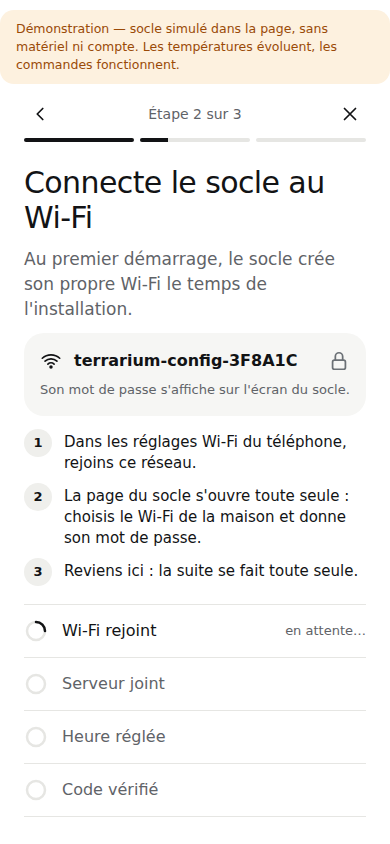 Démonstration — socle simulé dans la page, sans
matériel ni compte. Les températures évoluent, les
commandes fonctionnent.
Étape 2 sur 3
Connecte le socle au
Wi-Fi
Au premier démarrage, le socle crée
son propre Wi-Fi le temps de
l'installation.
terrarium-config-3F8A1C
Son mot de passe s'affiche sur l'écran du socle.
1 Dans les réglages Wi-Fi du téléphone,
rejoins ce réseau.
2 La page du socle s'ouvre toute seule :
choisis le Wi-Fi de la maison et donne
son mot de passe.
3 Reviens ici : la suite se fait toute seule.
Wi-Fi rejoint en attente…
Serveur joint
Heure réglée
Code vérifié